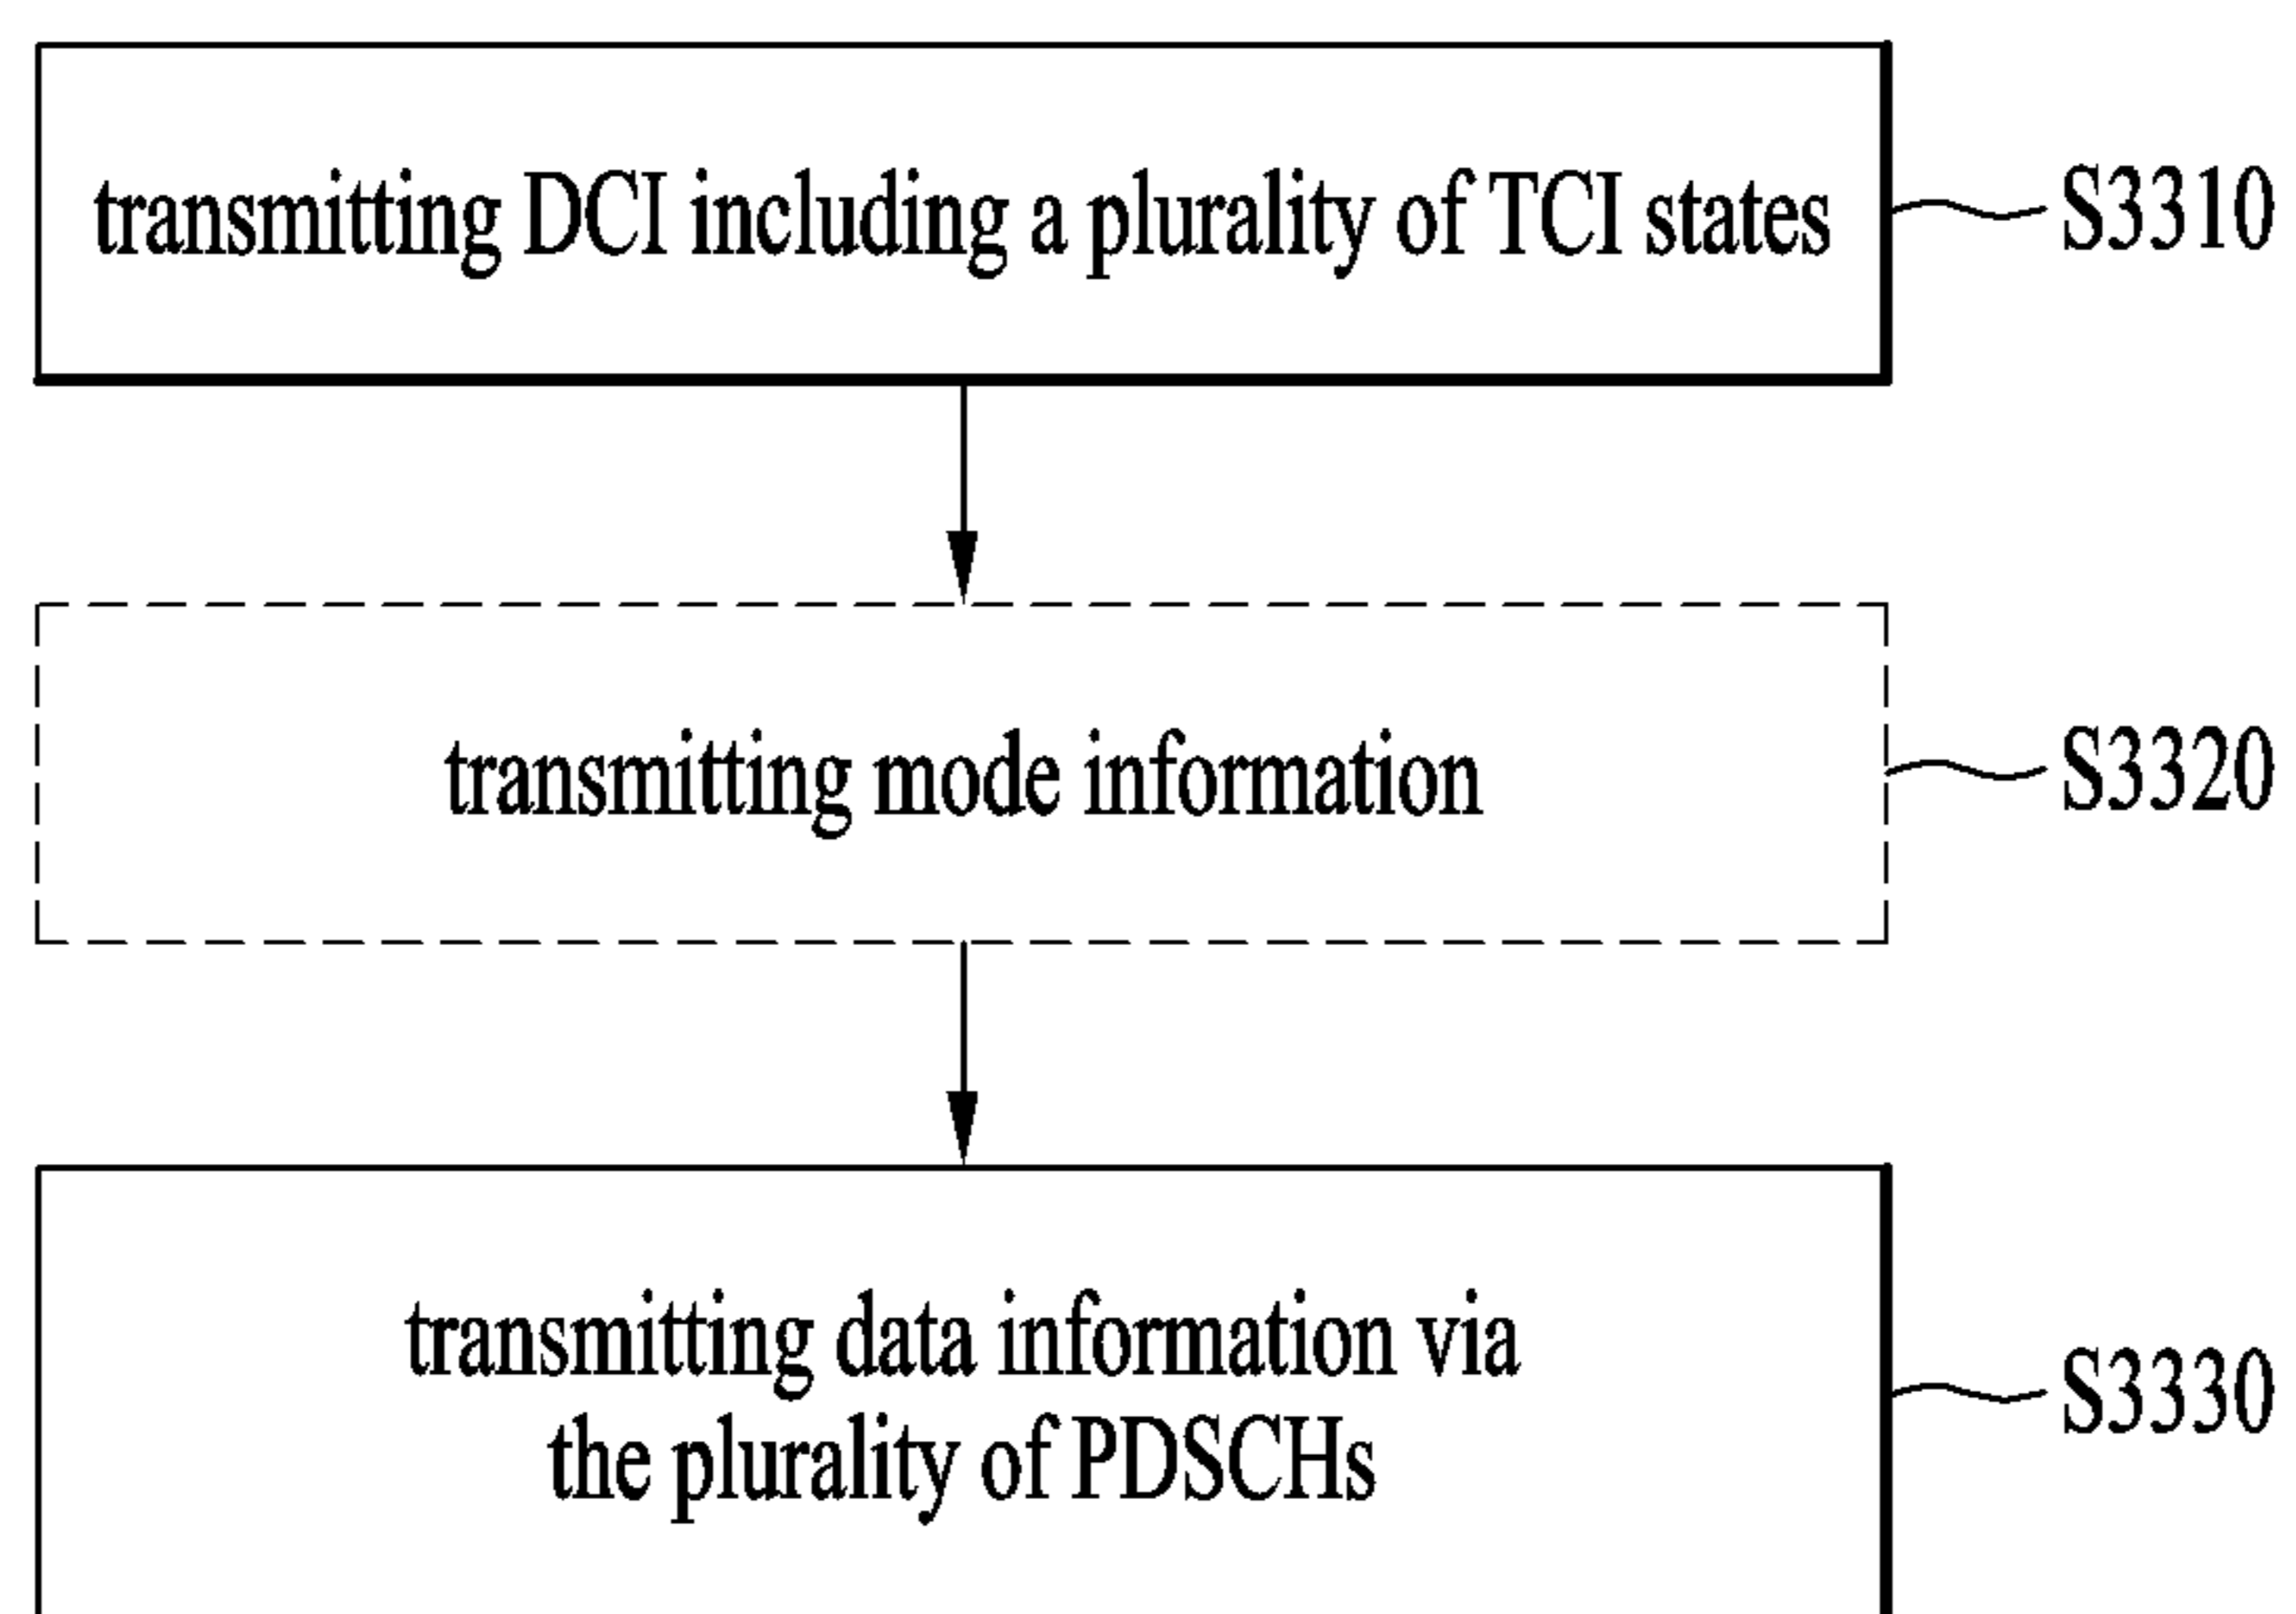 transmitting DCI including a plurality of TCI states
S3310
transmitting mode information
S3320
transmitting data information via
the plurality of PDSCHs
S3330